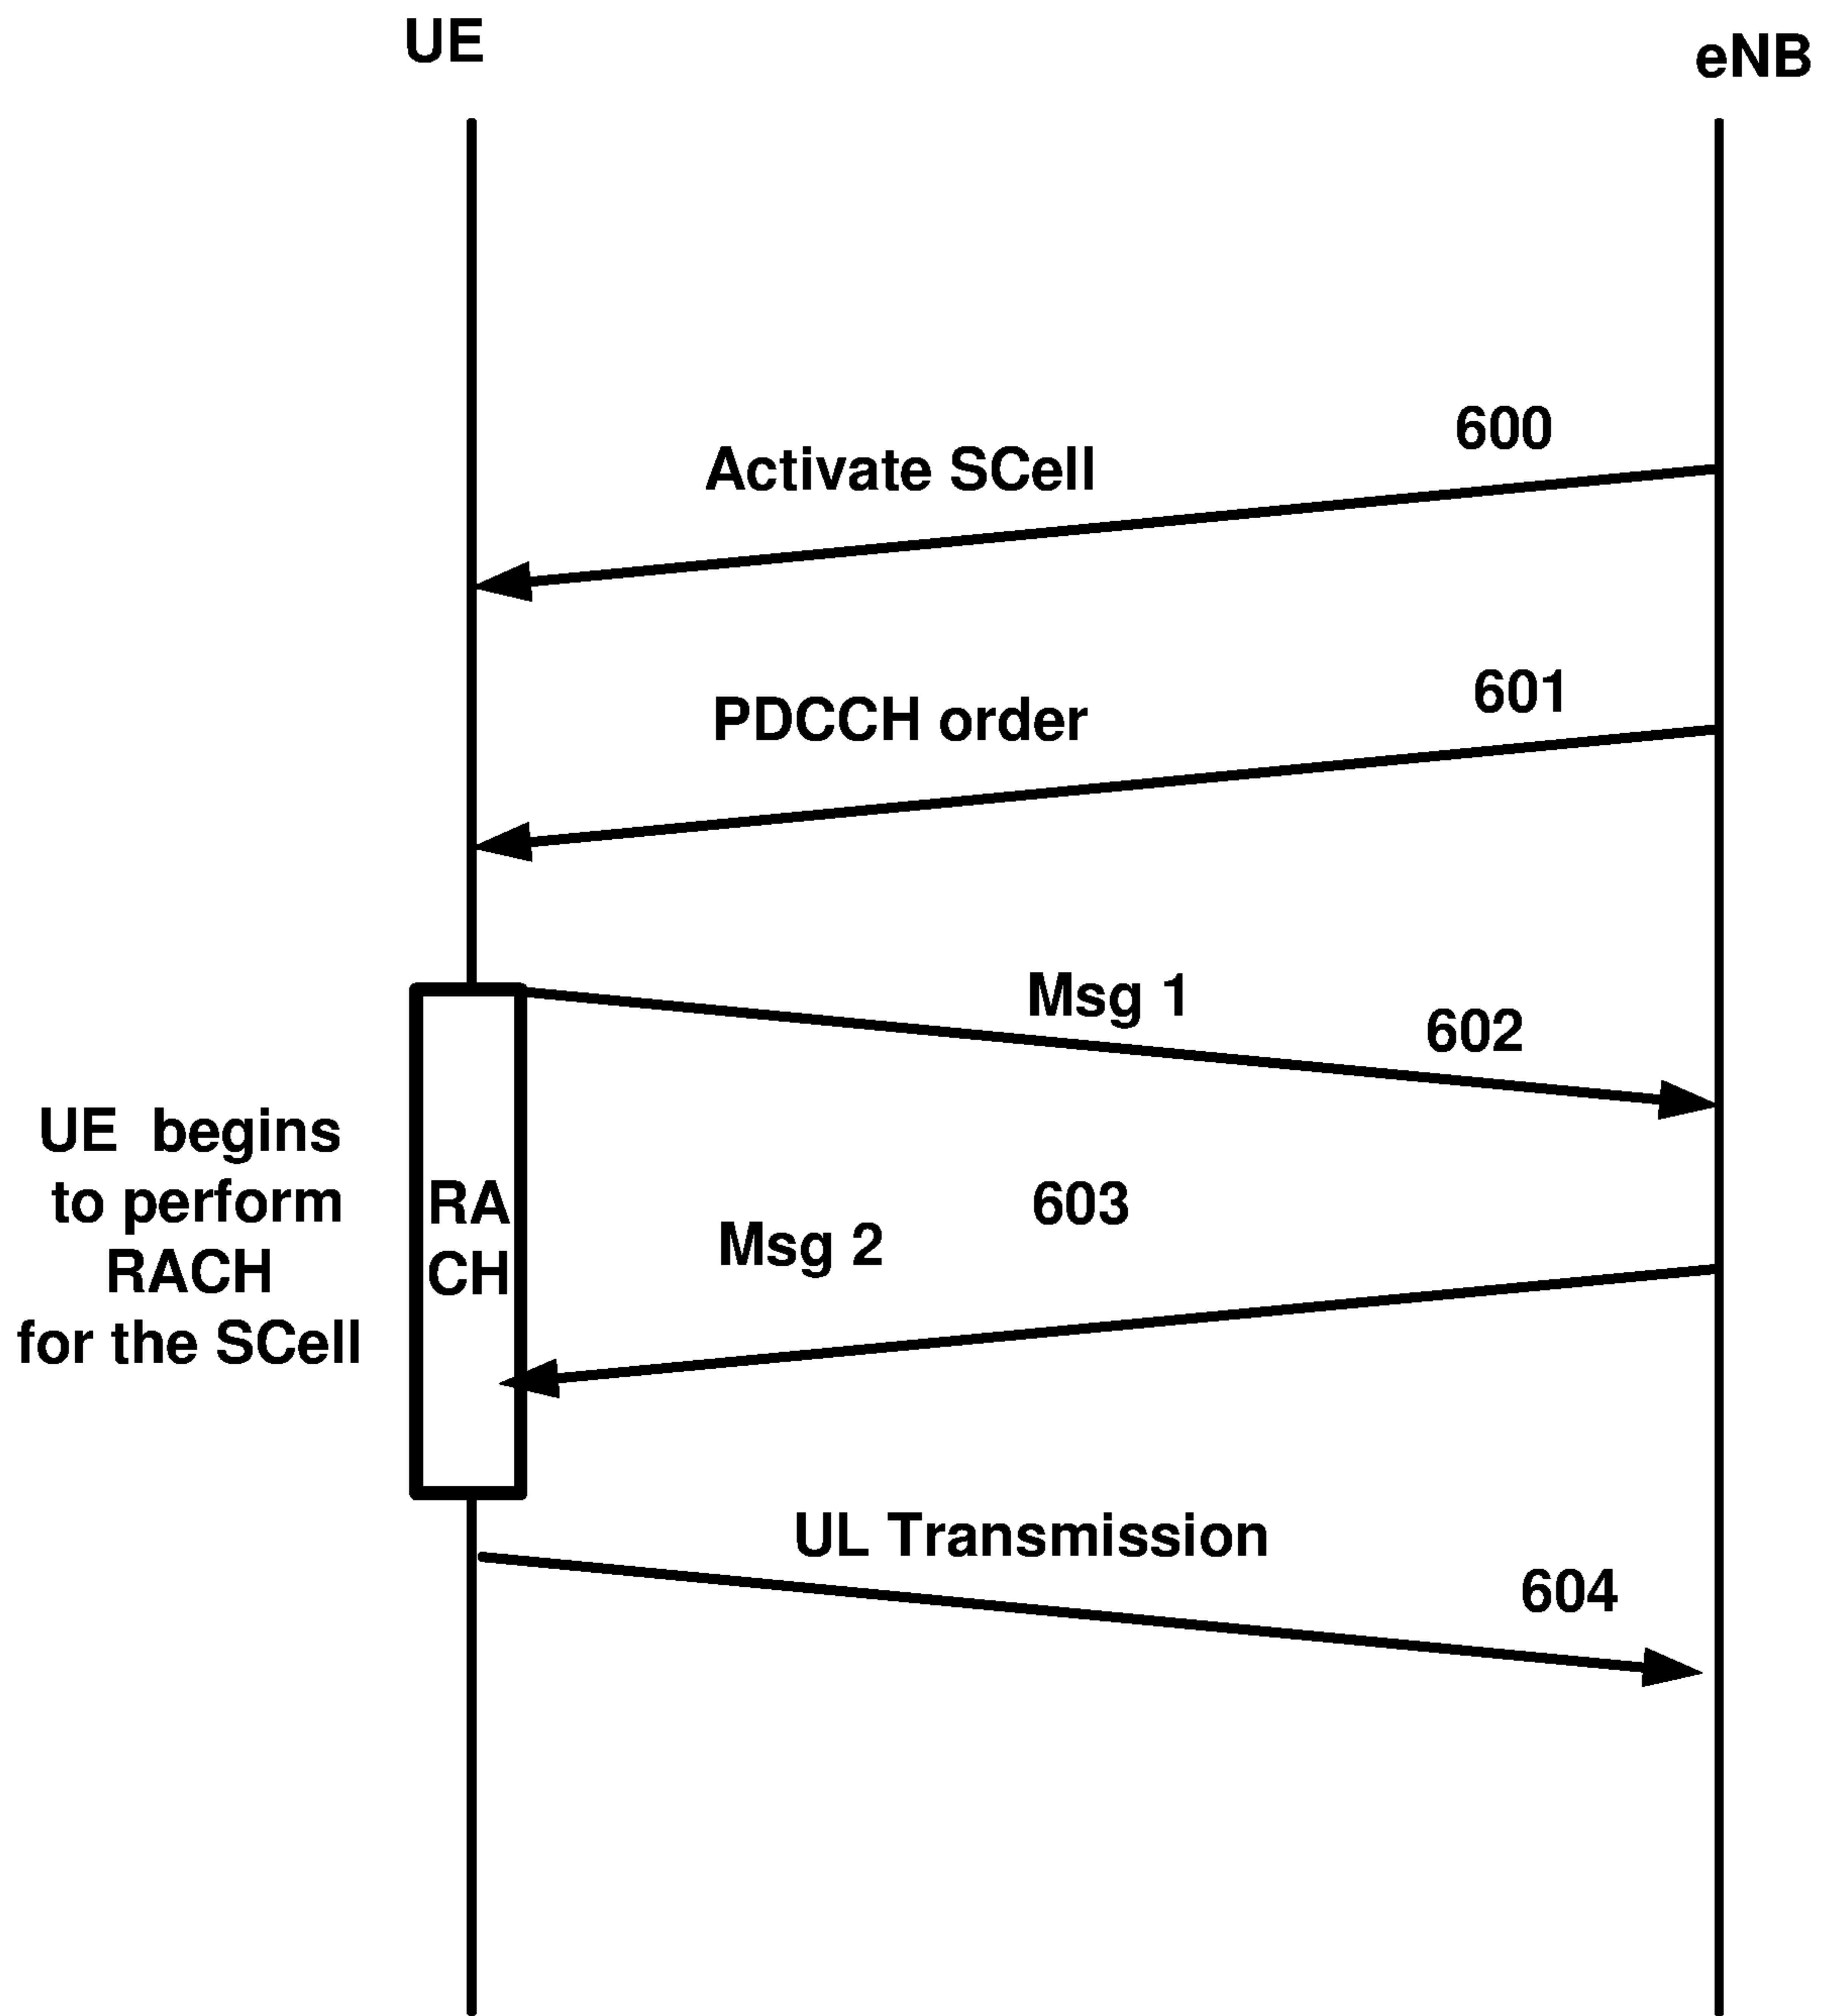 UE
eNB
600
Activate SCell
601
PDCCH order
Msg 1
602
UE begins
to perform
RACH
for the SCell
RA
CH
603
Msg 2
UL Transmission
604